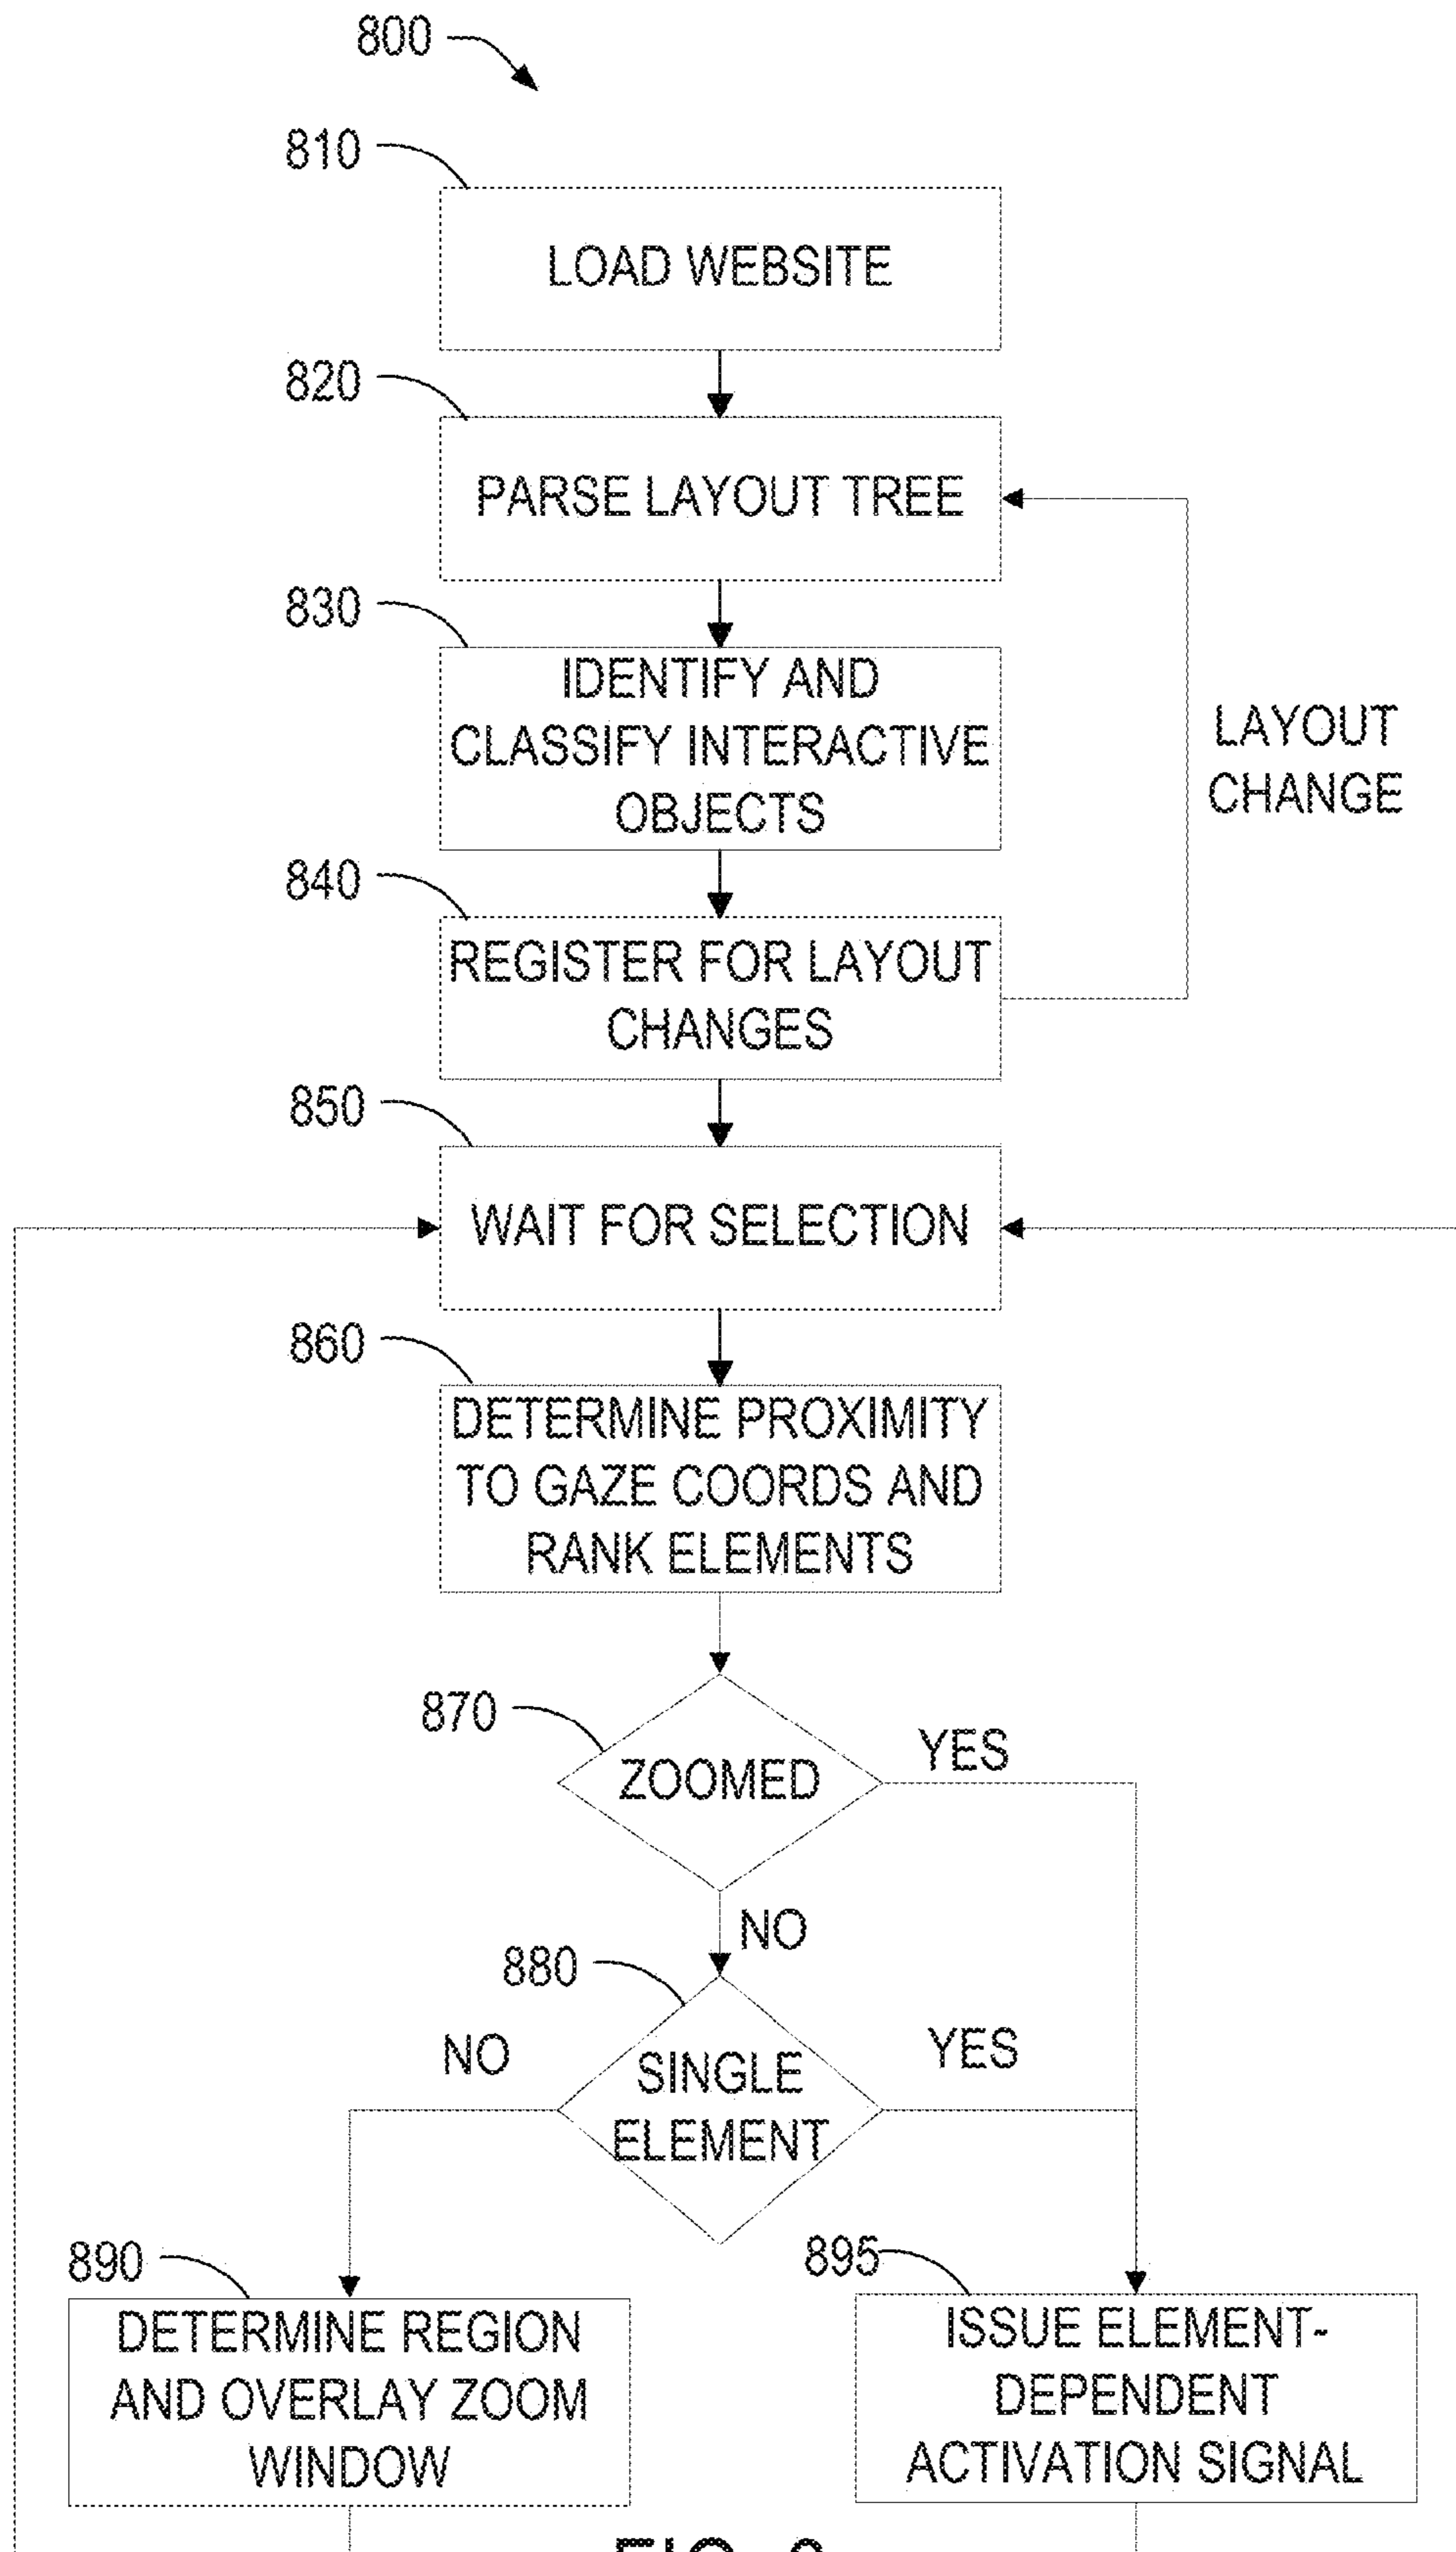 800
810
LOAD WEBSITE
820
PARSE LAYOUT TREE
830
IDENTIFY AND
CLASSIFY INTERACTIVE
OBJECTS
LAYOUT
CHANGE
840
REGISTER FOR LAYOUT
CHANGES
850
WAIT FOR SELECTION
860
DETERMINE PROXIMITY
TO GAZE COORDS AND
RANK ELEMENTS
870
ZOOMED
YES
NO
880
SINGLE
ELEMENT
NO
YES
890
DETERMINE REGION
AND OVERLAY ZOOM
WINDOW
895
ISSUE ELEMENT-
DEPENDENT
ACTIVATION SIGNAL